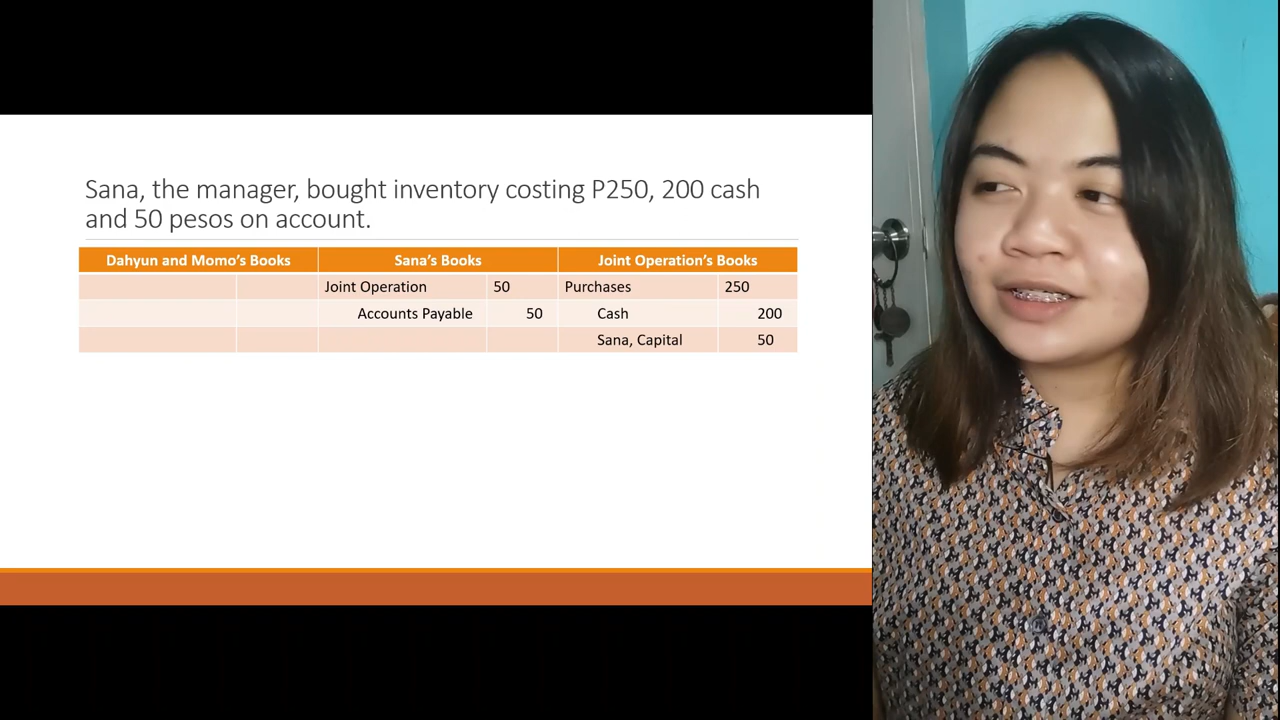 Sana, the manager, bought inventory costing P250, 200 cash
and 50 pesos on account.
Dahyun and Momo's Books Sana's Books Joint Operation's Books
Joint Operation 50 Purchases 250
Accounts Payable 50 Cash 200
Sana, Capital 50